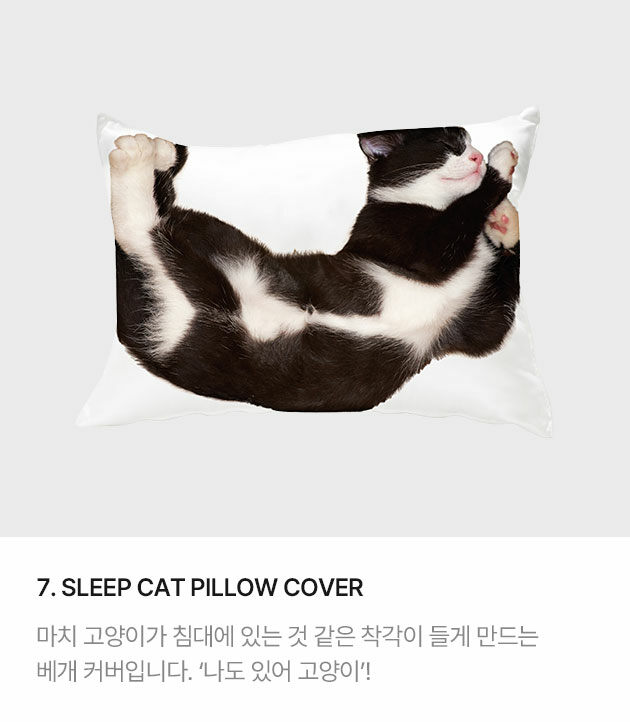 7. SLEEP CAT PILLOW COVER
마치 고양이가 침대에 있는 것 같은 착각이 들게 만드는
베개 커버입니다. ‘나도 있어 고양이’!